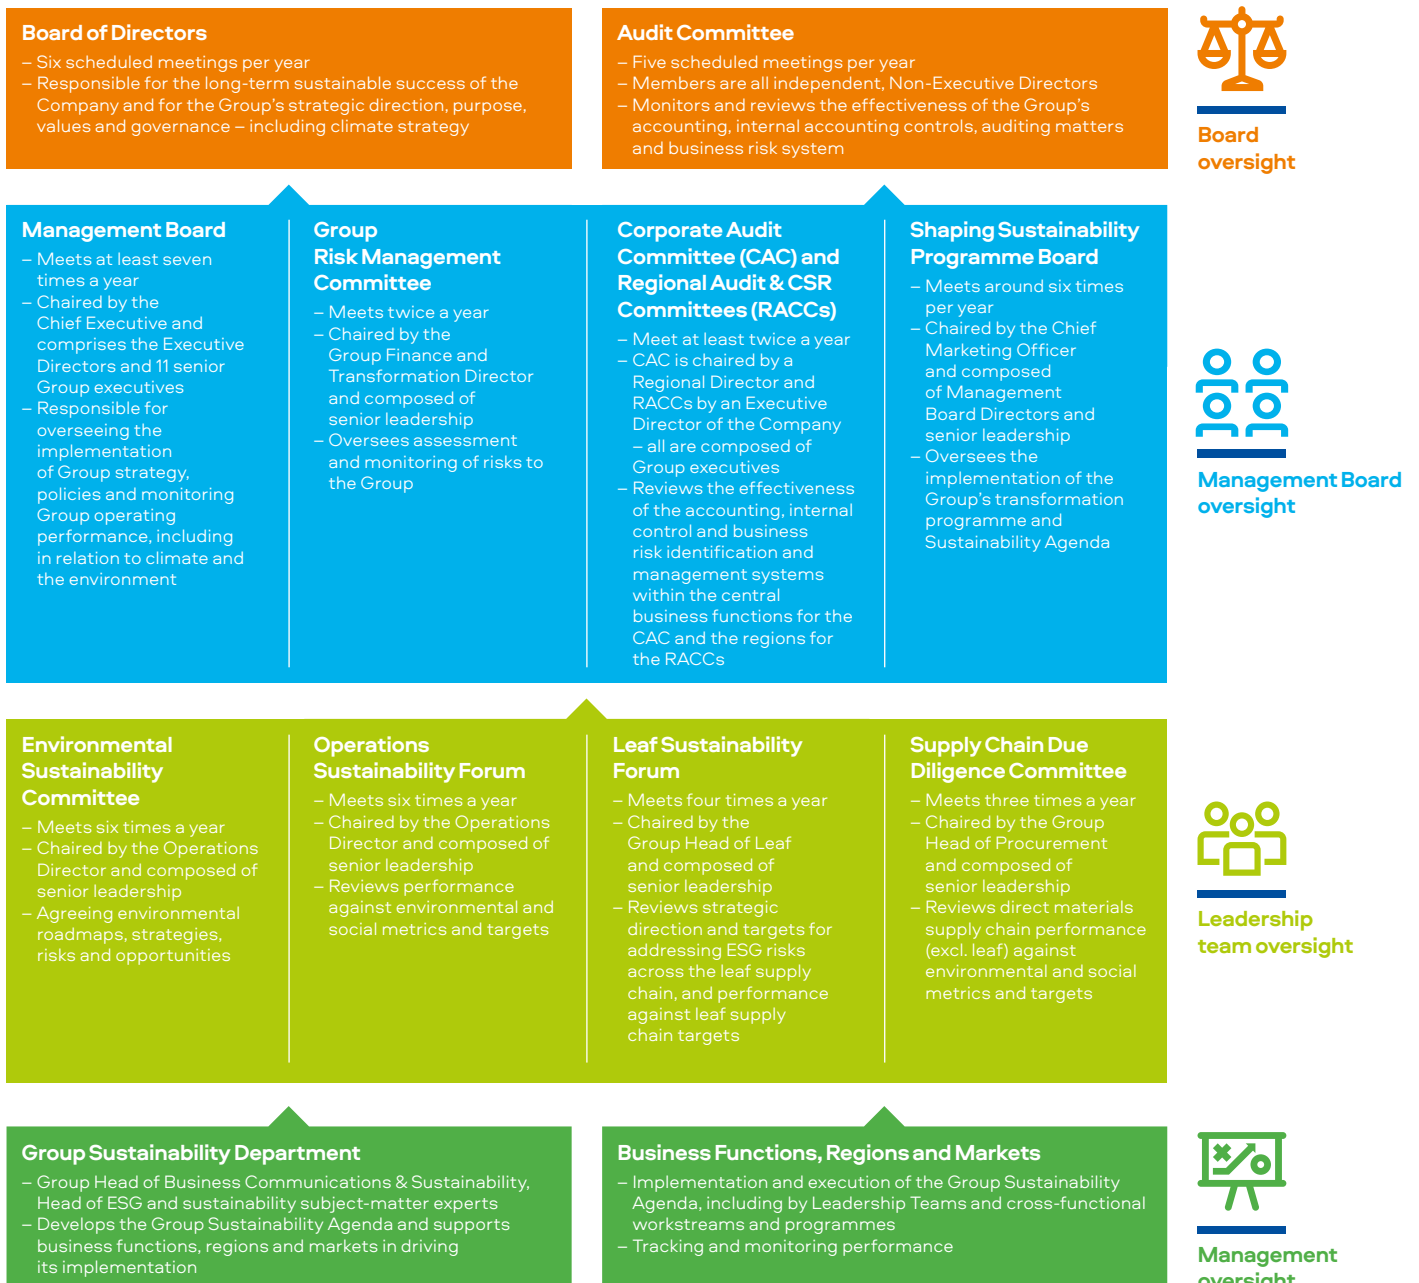 Board of Directors
– Six scheduled meetings per year
– Responsible for the long-term sustainable success of the
Company and for the Group's strategic direction, purpose,
values and governance – including climate strategy
Audit Committee
– Five scheduled meetings per year
– Members are all independent, Non-Executive Directors
– Monitors and reviews the effectiveness of the Group's
accounting, internal accounting controls, auditing matters
and business risk system
Board
oversight
Management Board
– Meets at least seven
times a year
– Chaired by the
Chief Executive and
comprises the Executive
Directors and 11 senior
Group executives
– Responsible for
overseeing the
implementation
of Group strategy,
policies and monitoring
Group operating
performance, including
in relation to climate and
the environment
Group
Risk Management
Committee
– Meets twice a year
– Chaired by the
Group Finance and
Transformation Director
and composed of
senior leadership
– Oversees assessment
and monitoring of risks to
the Group
Corporate Audit
Committee (CAC) and
Regional Audit & CSR
Committees (RACCs)
– Meet at least twice a year
– CAC is chaired by a
Regional Director and
RACCs by an Executive
Director of the Company
– all are composed of
Group executives
– Reviews the effectiveness
of the accounting, internal
control and business
risk identification and
management systems
within the central
business functions for the
CAC and the regions for
the RACCs
Shaping Sustainability
Programme Board
– Meets around six times
per year
– Chaired by the Chief
Marketing Officer
and composed
of Management
Board Directors and
senior leadership
– Oversees the
implementation of the
Group's transformation
programme and
Sustainability Agenda
Management Board
oversight
Environmental
Sustainability
Committee
– Meets six times a year
– Chaired by the Operations
Director and composed of
senior leadership
– Agreeing environmental
roadmaps, strategies,
risks and opportunities
Operations
Sustainability Forum
– Meets six times a year
– Chaired by the Operations
Director and composed of
senior leadership
– Reviews performance
against environmental and
social metrics and targets
Leaf Sustainability
Forum
– Meets four times a year
– Chaired by the
Group Head of Leaf
and composed of
senior leadership
– Reviews strategic
direction and targets for
addressing ESG risks
across the leaf supply
chain, and performance
against leaf supply
chain targets
Supply Chain Due
Diligence Committee
– Meets three times a year
– Chaired by the Group
Head of Procurement
and composed of
senior leadership
– Reviews direct materials
supply chain performance
(excl. leaf) against
environmental and social
metrics and targets
Leadership
team oversight
Group Sustainability Department
– Group Head of Business Communications & Sustainability,
Head of ESG and sustainability subject-matter experts
– Develops the Group Sustainability Agenda and supports
business functions, regions and markets in driving
its implementation
Business Functions, Regions and Markets
– Implementation and execution of the Group Sustainability
Agenda, including by Leadership Teams and cross-functional
workstreams and programmes
– Tracking and monitoring performance
Management
oversight